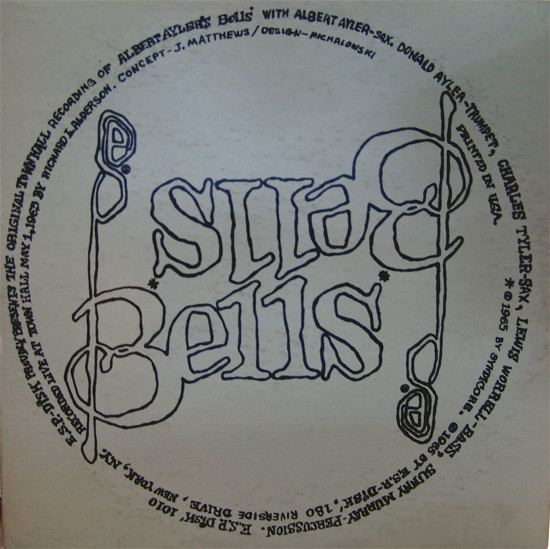 E.S.P.-DISK PROUDLY PRESENTS THE ORIGINAL TOWN HALL RECORDING OF ALBERT AYLER'S Bells' WITH ALBERT AYLER-SAX. DONALD AYLER-TRUMPET, CHARLES TYLER-SAX, LEWIS WORRELL-BASS, SUNNY MURRAY-PERCUSSION. E.S.P. DISK' 1010
RECORDED LIVE AT TOWN HALL MAY 1, 1965 BY RICHARD L. ALDERSON. CONCEPT-J. MATTHEWS/DESIGN-MICHALOWSKI
PRINTED IN U.S.A.
* © 1965 BY SYNDICORE. © 1965 BY E.S.P.-DISK', 180 RIVERSIDE DRIVE, NEW YORK, N.Y.
Bells*
Bells*